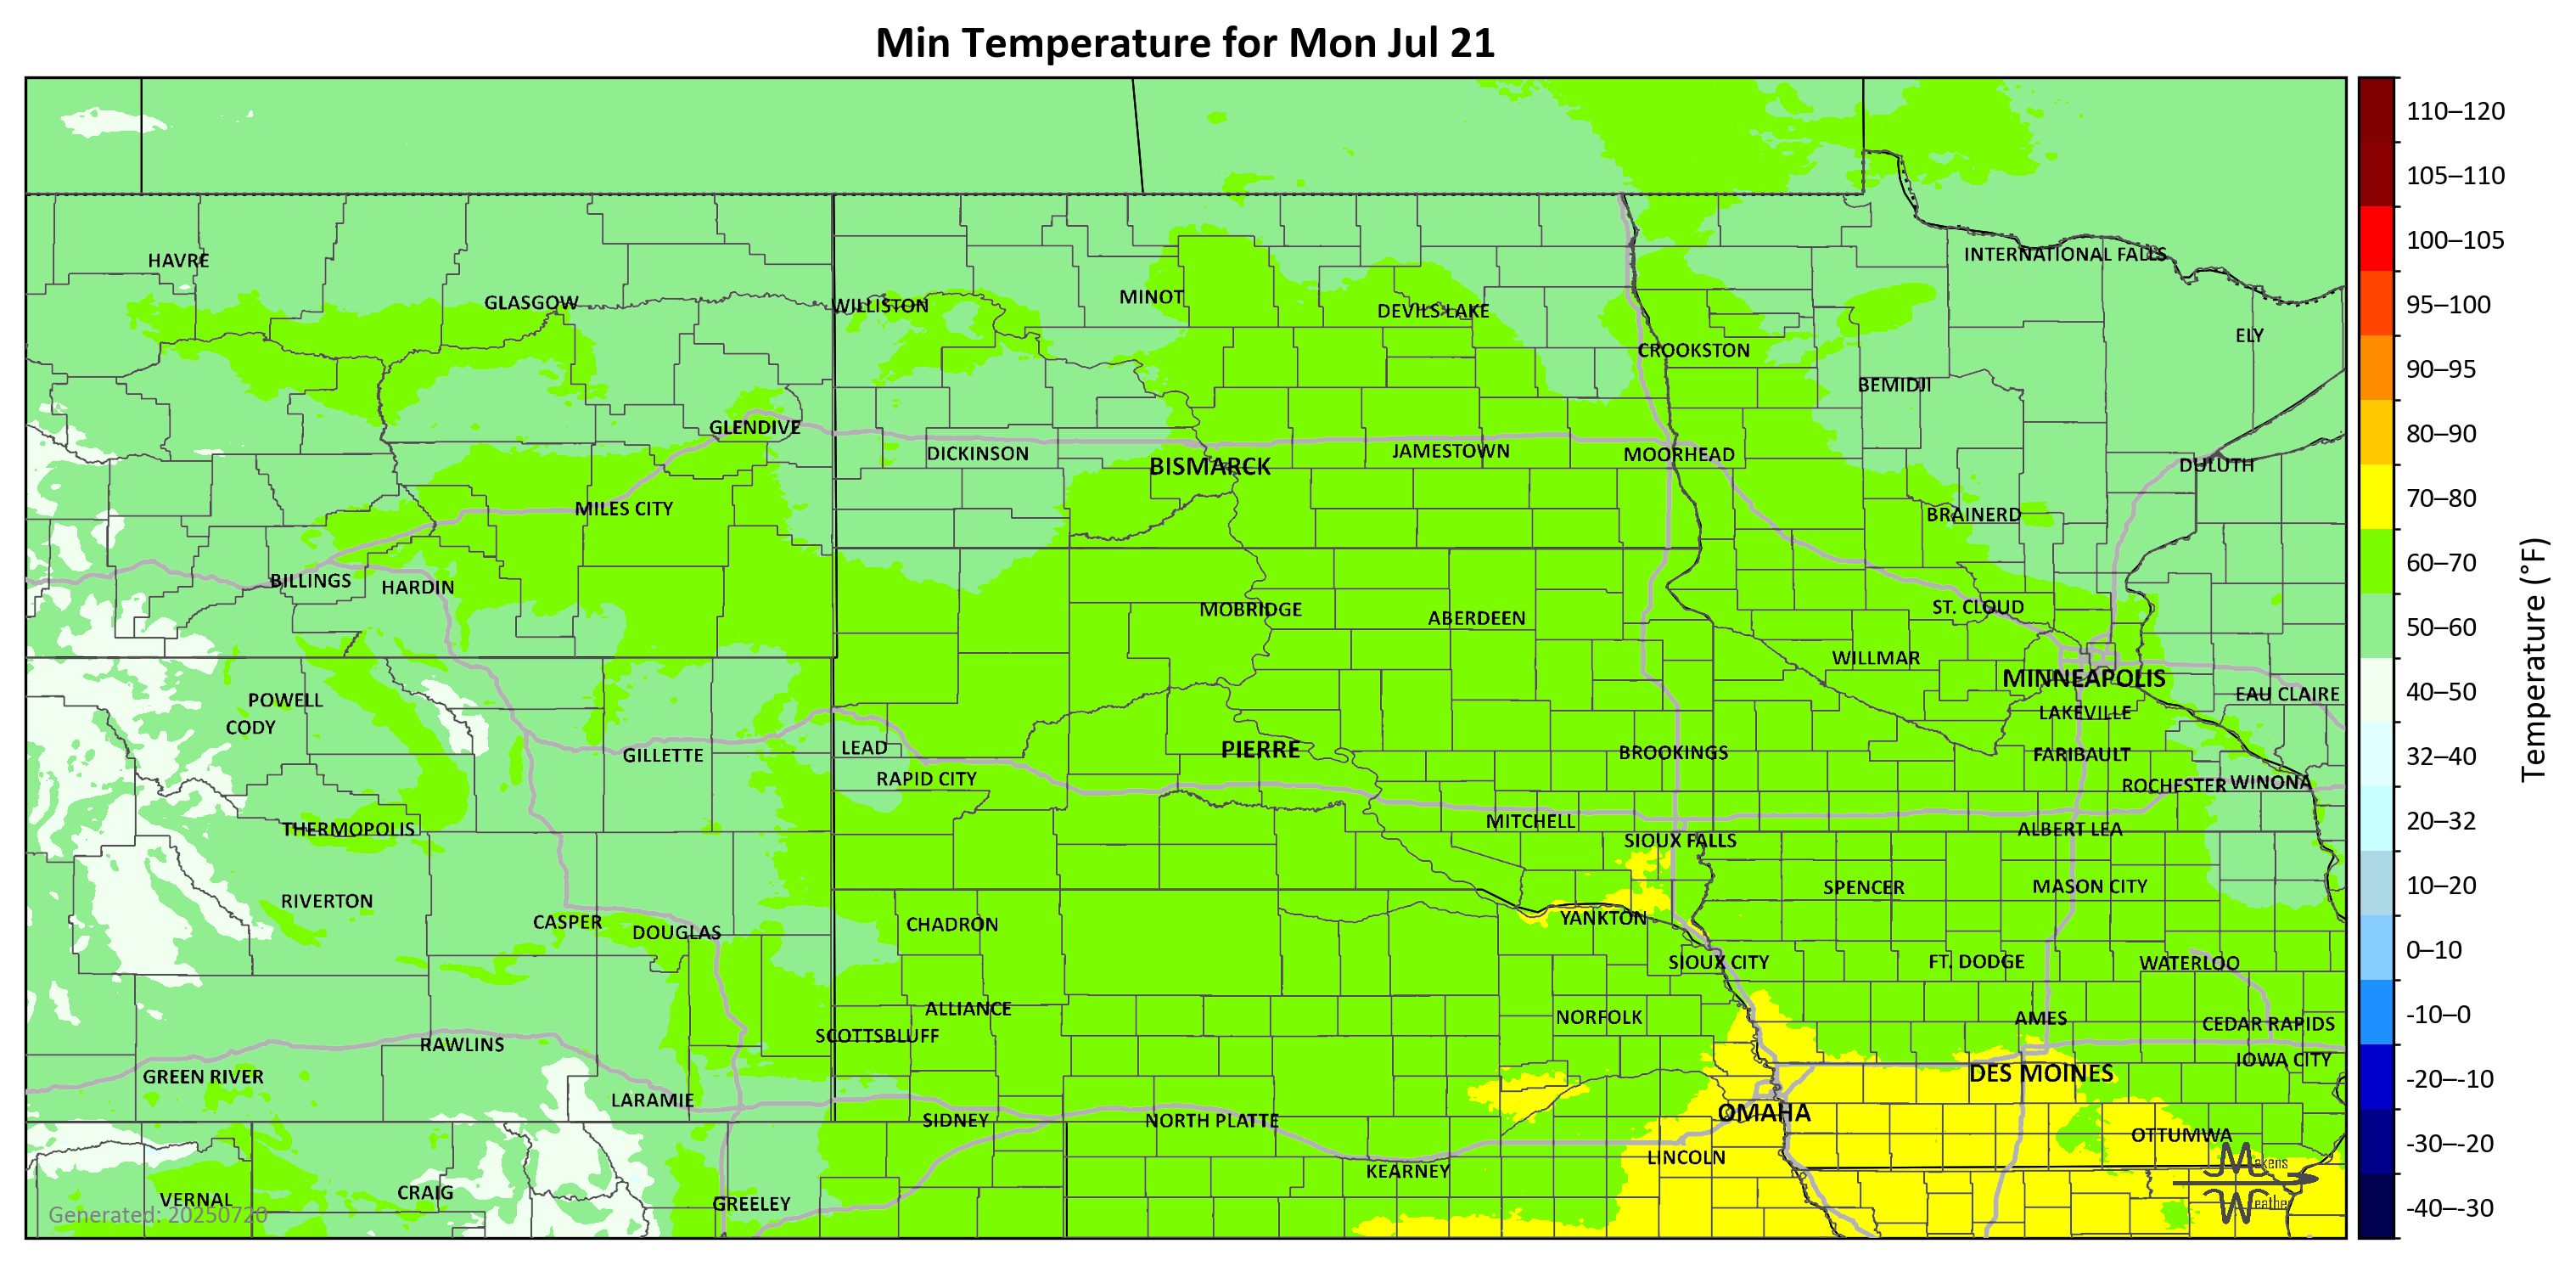 Min Temperature for Mon Jul 21
110–120
105–110
100–105
95–100
90–95
80–90
70–80
60–70
50–60
40–50
32–40
20–32
10–20
0–10
-10–0
-20–-10
-30–-20
-40–-30
Temperature (°F)
HAVRE
INTERNATIONAL FALLS
GLASGOW
WILLISTON
MINOT
DEVILS LAKE
ELY
CROOKSTON
BEMIDJI
GLENDIVE
DICKINSON
BISMARCK
JAMESTOWN
MOORHEAD
DULUTH
MILES CITY
BRAINERD
BILLINGS
HARDIN
MOBRIDGE
ABERDEEN
ST. CLOUD
WILLMAR
MINNEAPOLIS
POWELL
EAU CLAIRE
CODY
LAKEVILLE
GILLETTE
LEAD
PIERRE
BROOKINGS
FARIBAULT
RAPID CITY
ROCHESTER
WINONA
THERMOPOLIS
MITCHELL
SIOUX FALLS
ALBERT LEA
RIVERTON
SPENCER
MASON CITY
CASPER
DOUGLAS
CHADRON
YANKTON
SIOUX CITY
FT. DODGE
WATERLOO
ALLIANCE
NORFOLK
AMES
CEDAR RAPIDS
SCOTTSBLUFF
RAWLINS
IOWA CITY
GREEN RIVER
DES MOINES
LARAMIE
SIDNEY
NORTH PLATTE
OMAHA
OTTUMWA
LINCOLN
KEARNEY
VERNAL
CRAIG
GREELEY
Generated: 20250720
Makens
Weather